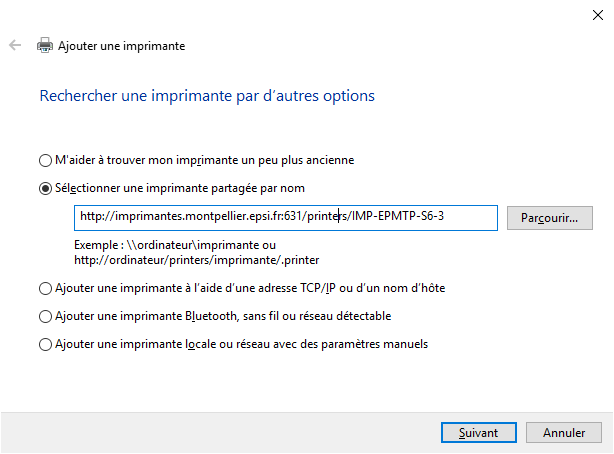 Ajouter une imprimante
Rechercher une imprimante par d'autres options
M'aider à trouver mon imprimante un peu plus ancienne
Sélectionner une imprimante partagée par nom
http://imprimantes.montpellier.epsi.fr:631/printers/IMP-EPMTP-S6-3
Parcourir...
Exemple : \\ordinateur\imprimante ou
http://ordinateur/printers/imprimante/.printer
Ajouter une imprimante à l'aide d'une adresse TCP/IP ou d'un nom d'hôte
Ajouter une imprimante Bluetooth, sans fil ou réseau détectable
Ajouter une imprimante locale ou réseau avec des paramètres manuels
Suivant
Annuler